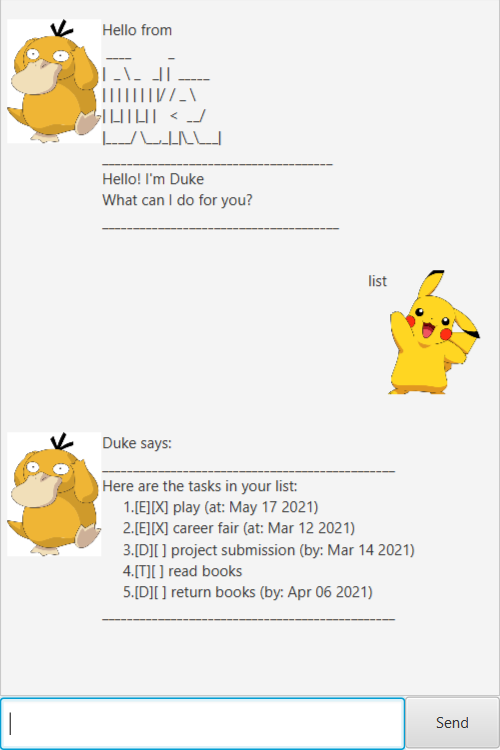 Hello from
 ____        _
|  _ \ _   _| | _____
| | | | | | | |/ / _ \
| |_| | |_| |   <  __/
|____/ \__,_|_|\_\___|
____________________________________
Hello! I'm Duke
What can I do for you?
_____________________________________
list
Duke says:
______________________________________________
Here are the tasks in your list:
1.[E][X] play (at: May 17 2021)
2.[E][X] career fair (at: Mar 12 2021)
3.[D][ ] project submission (by: Mar 14 2021)
4.[T][ ] read books
5.[D][ ] return books (by: Apr 06 2021)
______________________________________________
Send